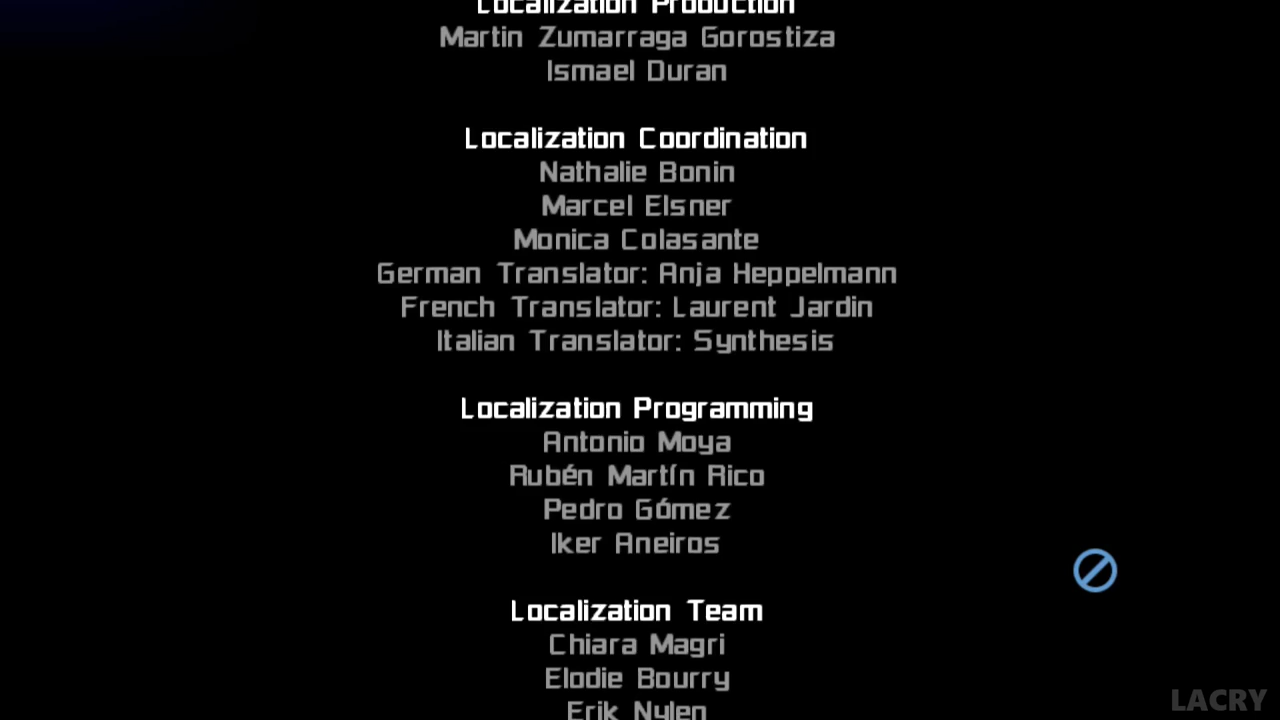 Localization Production
Martin Zumarraga Gorostiza
Ismael Duran
Localization Coordination
Nathalie Bonin
Marcel Elsner
Monica Colasante
German Translator: Anja Heppelmann
French Translator: Laurent Jardin
Italian Translator: Synthesis
Localization Programming
Antonio Moya
Rubén Martín Rico
Pedro Gómez
Iker Aneiros
Localization Team
Chiara Magri
Elodie Bourry
Erik Nylen
LACRY